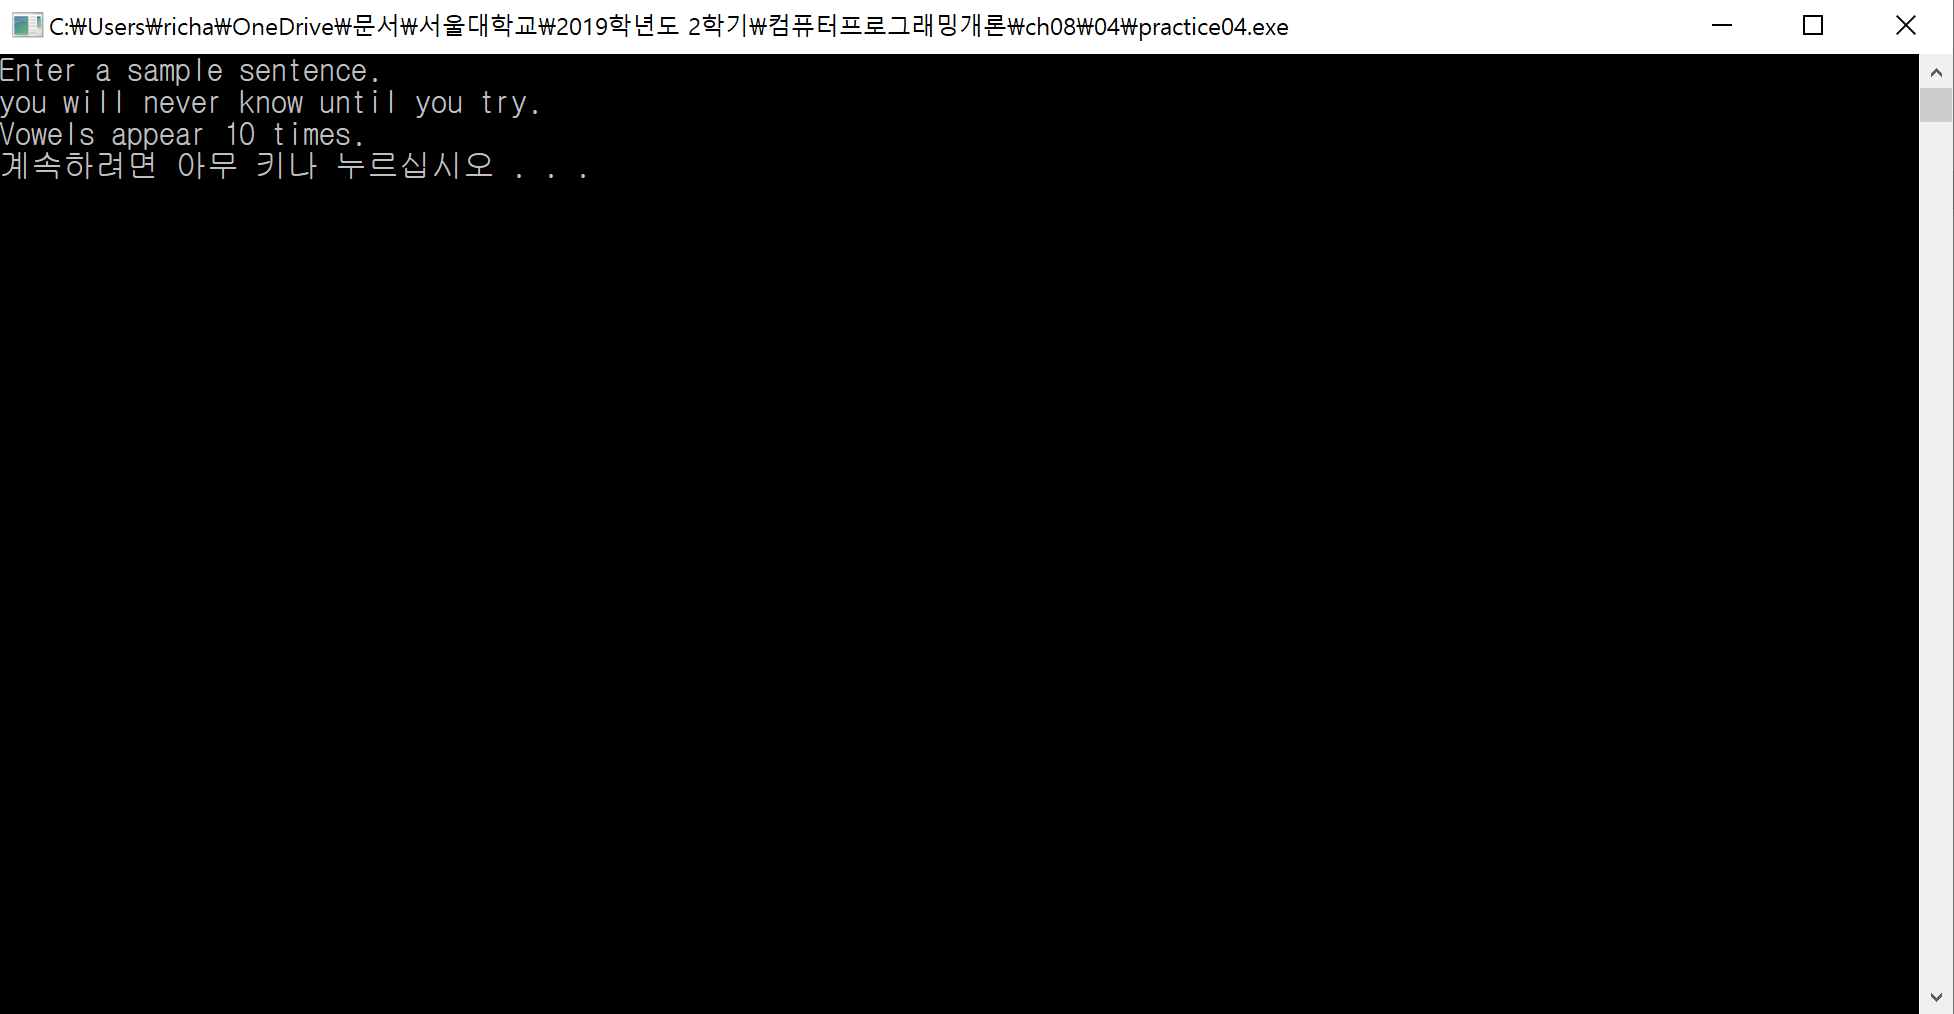 C:₩Users₩richa₩OneDrive₩문서₩서울대학교₩2019학년도 2학기₩컴퓨터프로그래밍개론₩ch08₩04₩practice04.exe
Enter a sample sentence.
you will never know until you try.
Vowels appear 10 times.
계속하려면 아무 키나 누르십시오 . . .